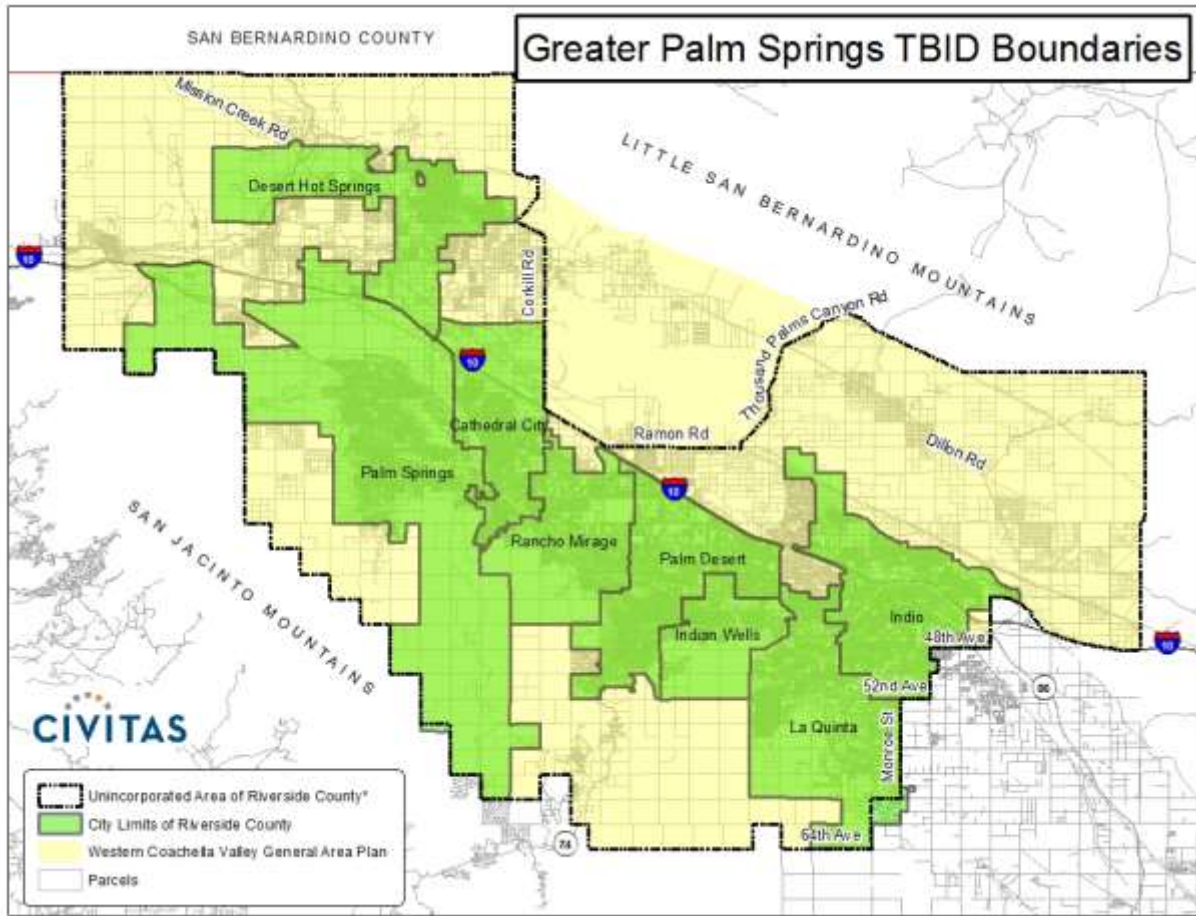 SAN BERNARDINO COUNTY
Greater Palm Springs TBID Boundaries
Mission Creek Rd
LITTLE SAN BERNARDINO MOUNTAINS
Desert Hot Springs
10
Corkill Rd
Thousand Palms Canyon Rd
10
Cathedral City
Ramon Rd
Dillon Rd
Palm Springs
10
SAN JACINTO MOUNTAINS
Rancho Mirage
Palm Desert
Indio
Indian Wells
48th Ave
10
52nd Ave
86
CIVITAS
La Quinta
Monroe St
Unincorporated Area of Riverside County*
City Limits of Riverside County
Western Coachella Valley General Area Plan
Parcels
64th Ave
74